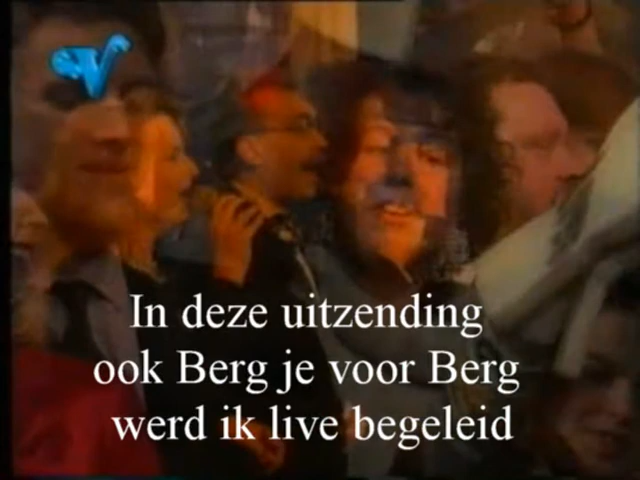 In deze uitzending
ook Berg je voor Berg
werd ik live begeleid